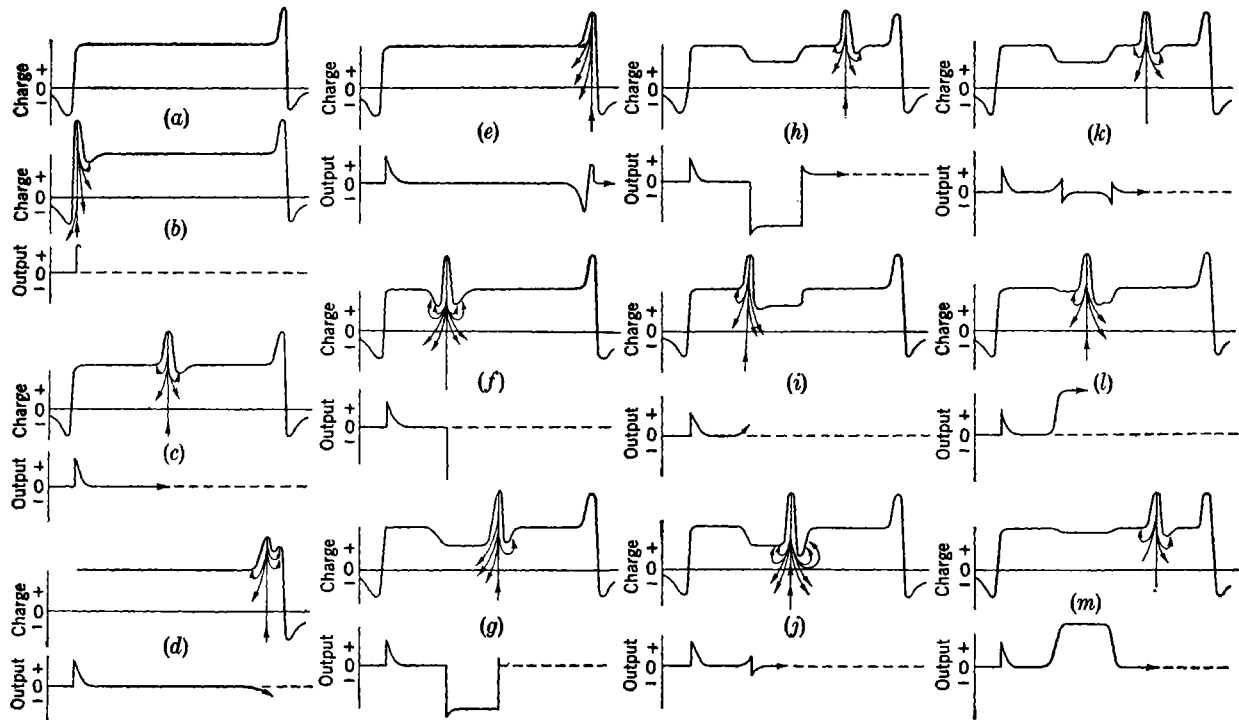 Charge
+
0
−
(a)
Charge
+
0
−
(b)
Output
+
0
−
Charge
+
0
−
(c)
Output
+
0
−
Charge
+
0
−
(d)
Output
+
0
−
Charge
+
0
−
(e)
Output
+
0
−
Charge
+
0
−
(f)
Output
+
0
−
Charge
+
0
−
(g)
Output
+
0
−
Charge
+
0
−
(h)
Output
+
0
−
Charge
+
0
−
(i)
Output
+
0
−
Charge
+
0
−
(j)
Output
+
0
−
Charge
+
0
−
(k)
Output
+
0
−
Charge
+
0
−
(l)
Output
+
0
−
Charge
+
0
−
(m)
Output
+
0
−